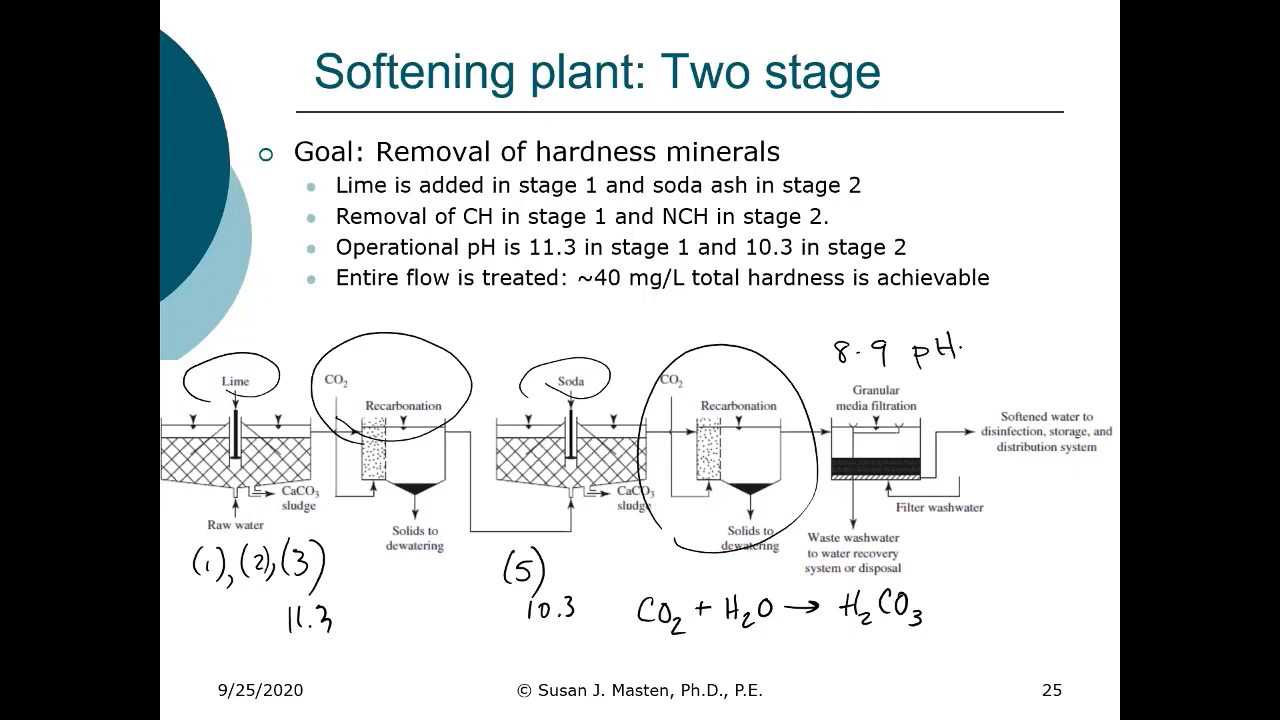 Softening plant: Two stage
Goal: Removal of hardness minerals
Lime is added in stage 1 and soda ash in stage 2
Removal of CH in stage 1 and NCH in stage 2.
Operational pH is 11.3 in stage 1 and 10.3 in stage 2
Entire flow is treated: ~40 mg/L total hardness is achievable
8.9 pH.
Lime
CO₂
Recarbonation
Soda
CO₂
Recarbonation
Granular
media filtration
Softened water to
disinfection, storage, and
distribution system
CaCO₃
sludge
Raw water
Solids to
dewatering
CaCO₃
sludge
Solids to
dewatering
Filter washwater
Waste washwater
to water recovery
system or disposal
(1), (2), (3)
11.3
(5)
10.3
CO₂ + H₂O → H₂CO₃
9/25/2020
© Susan J. Masten, Ph.D., P.E.
25